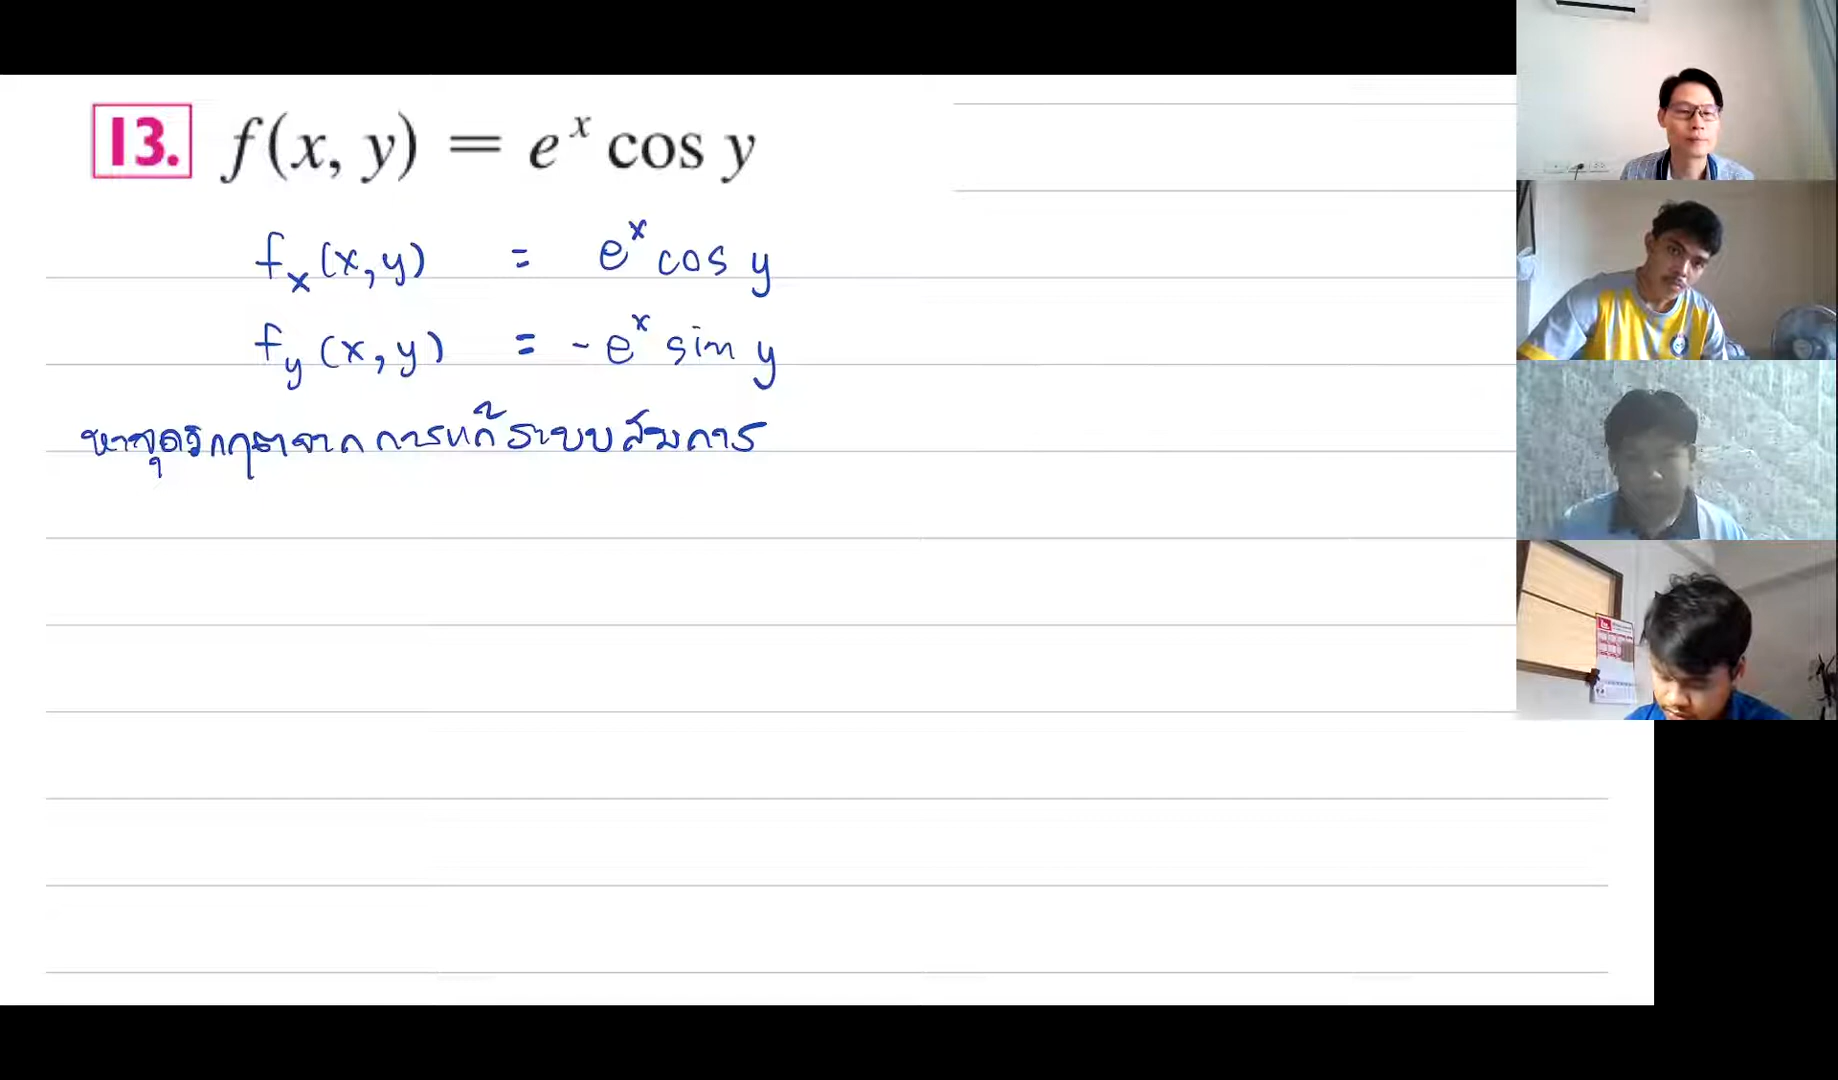 13. f(x, y) = e^x cos y
f_x (x, y) = e^x cos y
f_y (x, y) = - e^x sin y
หาจุดวิกฤตจากการแก้ระบบสมการ